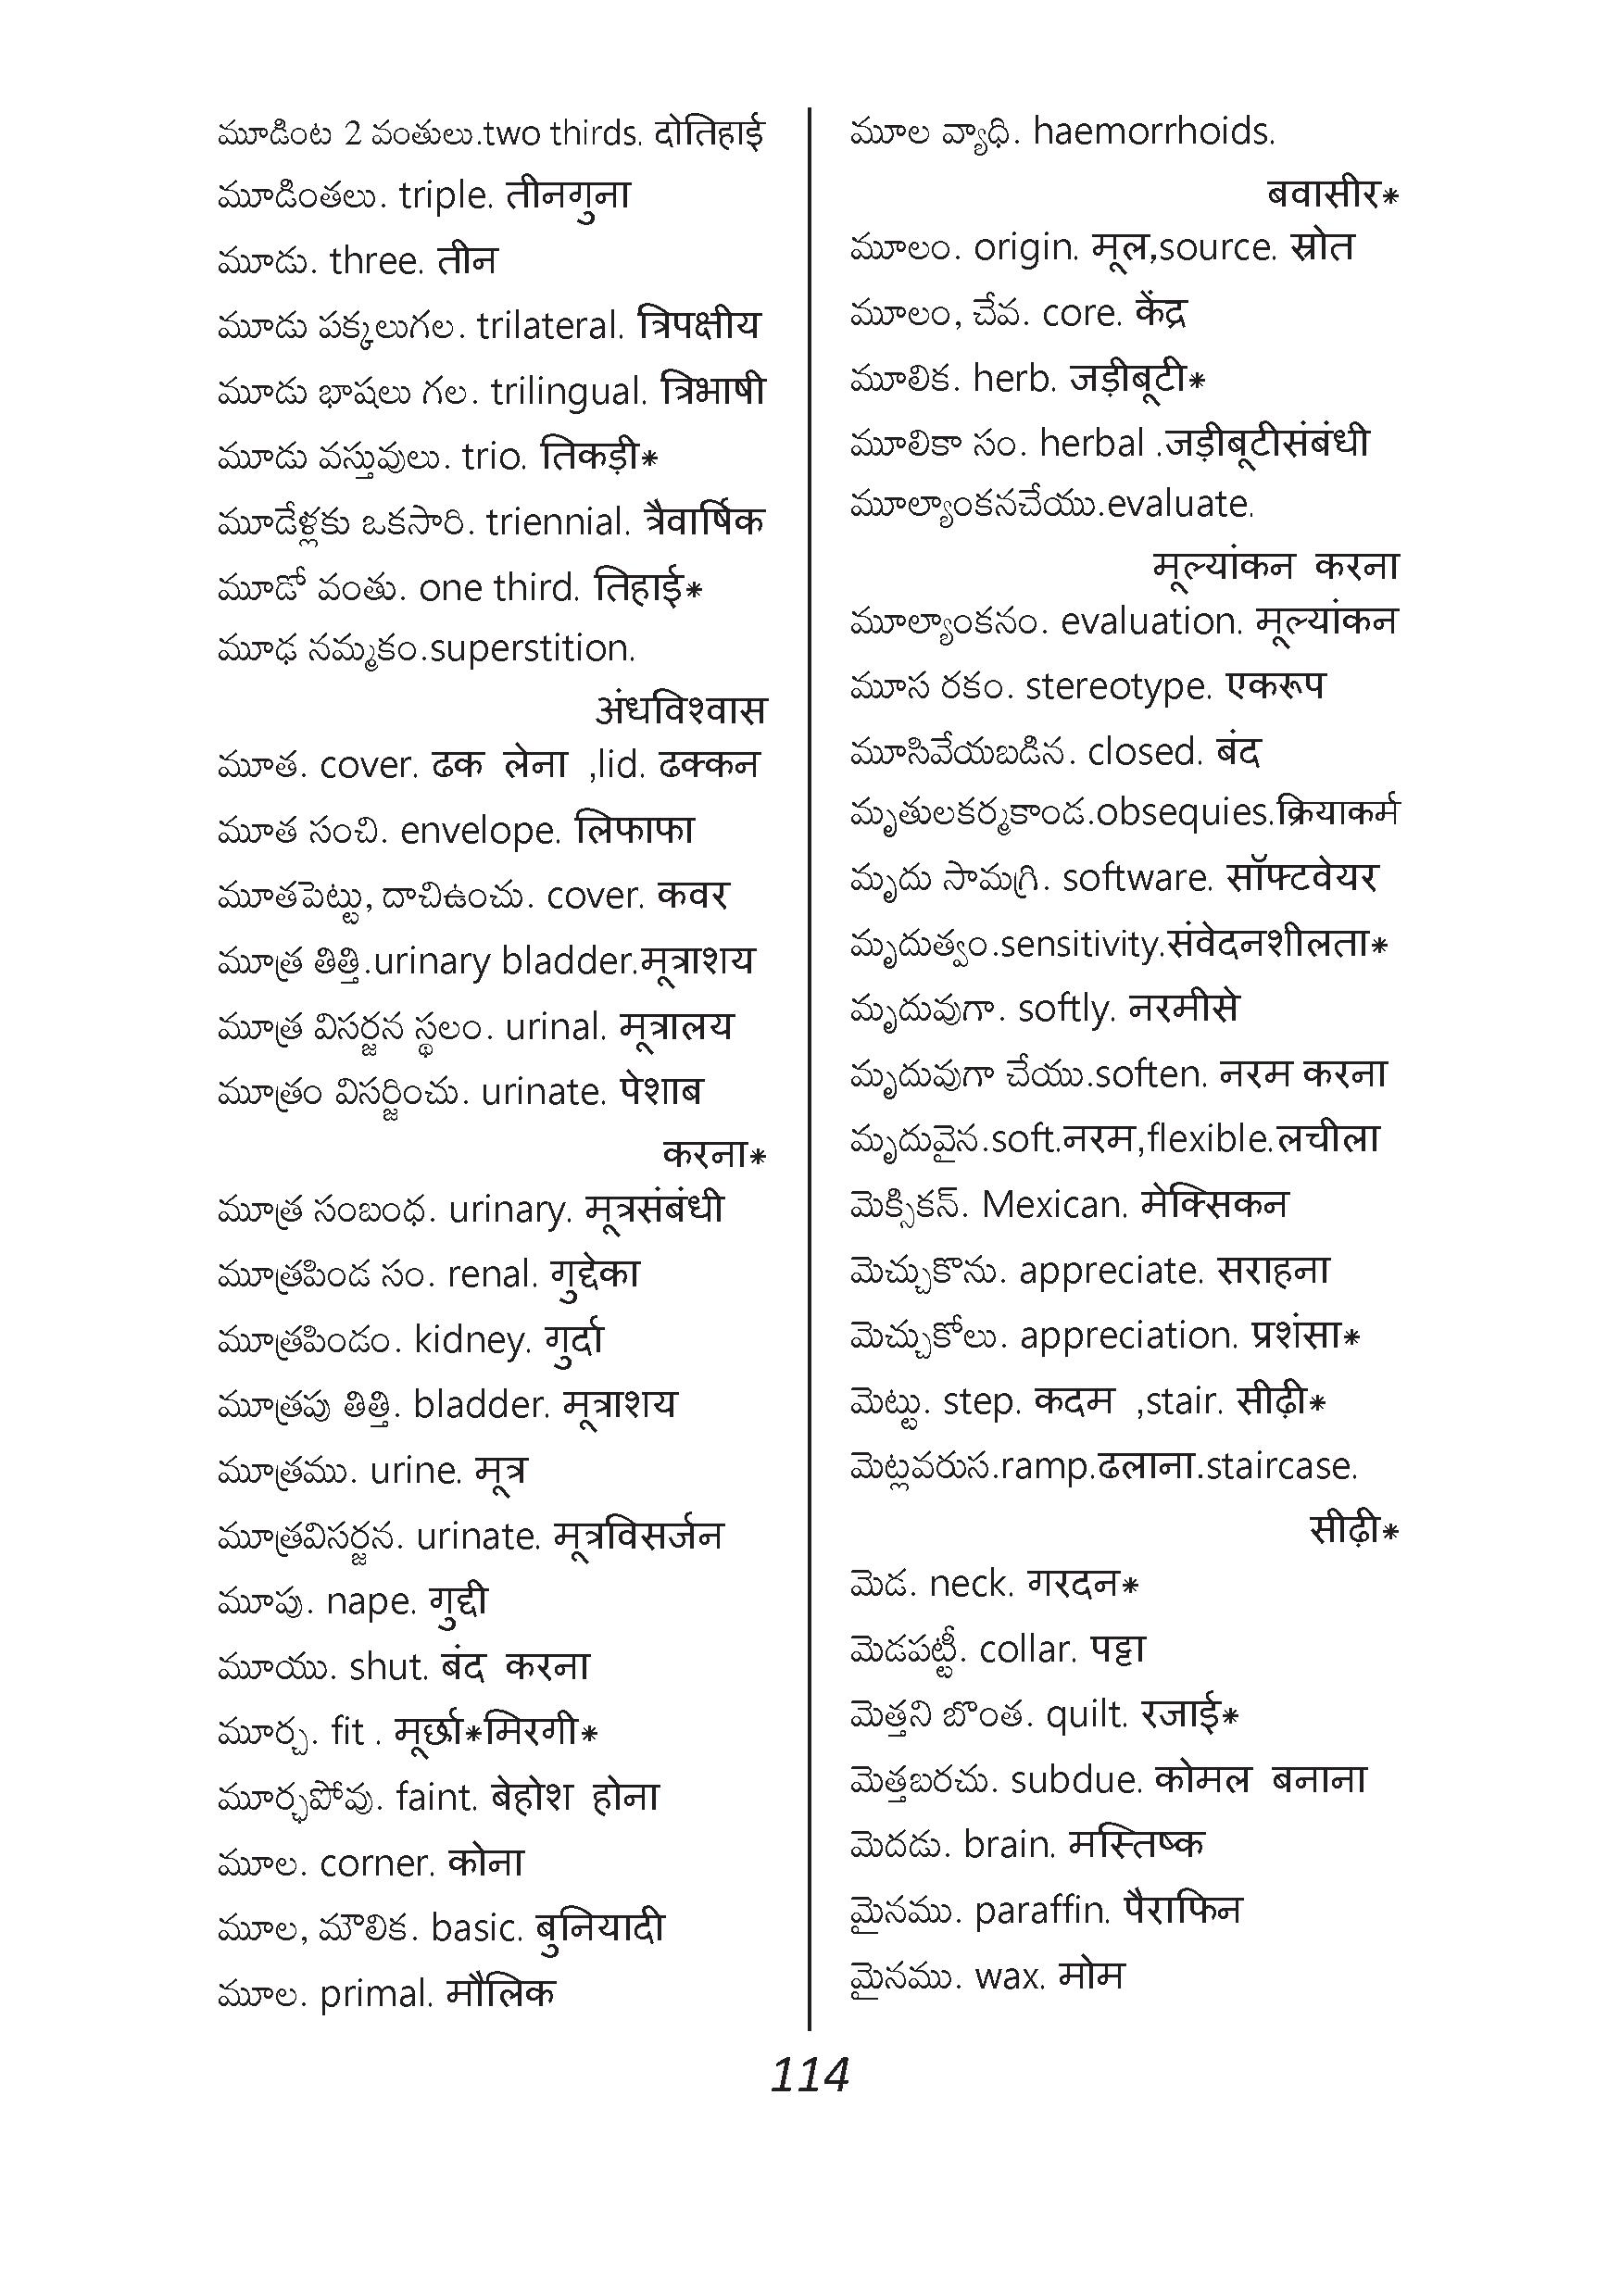 మూడింట 2 వంతులు.two thirds. दोतिहाई
మూడింతలు. triple. तीनगुना
మూడు. three. तीन
మూడు పక్కలుగల. trilateral. त्रिपक्षीय
మూడు భాషలు గల. trilingual. त्रिभाषी
మూడు వస్తువులు. trio. तिकड़ी*
మూడేళ్లకు ఒకసారి. triennial. त्रैवार्षिक
మూడో వంతు. one third. तिहाई*
మూఢ నమ్మకం.superstition.
अंधविश्वास
మూత. cover. ढक लेना ,lid. ढक्कन
మూత సంచి. envelope. लिफाफा
మూతపెట్టు, దాచిఉంచు. cover. कवर
మూత్ర తిత్తి.urinary bladder.मूत्राशय
మూత్ర విసర్జన స్థలం. urinal. मूत्रालय
మూత్రం విసర్జించు. urinate. पेशाब
करना*
మూత్ర సంబంధ. urinary. मूत्रसंबंधी
మూత్రపిండ సం. renal. गुद्देका
మూత్రపిండం. kidney. गुर्दा
మూత్రపు తిత్తి. bladder. मूत्राशय
మూత్రము. urine. मूत्र
మూత్రవిసర్జన. urinate. मूत्रविसर्जन
మూపు. nape. गुद्दी
మూయు. shut. बंद करना
మూర్చ. fit . मूर्छा*मिरगी*
మూర్ఛపోవు. faint. बेहोश होना
మూల. corner. कोना
మూల, మౌలిక. basic. बुनियादी
మూల. primal. मौलिक
మూల వ్యాధి. haemorrhoids.
बवासीर*
మూలం. origin. मूल,source. स्रोत
మూలం, చేవ. core. केंद्र
మూలిక. herb. जड़ीबूटी*
మూలికా సం. herbal .जड़ीबूटीसंबंधी
మూల్యాంకనచేయు.evaluate.
मूल्यांकन करना
మూల్యాంకనం. evaluation. मूल्यांकन
మూస రకం. stereotype. एकरूप
మూసివేయబడిన. closed. बंद
మృతులకర్మకాండ.obsequies.क्रियाकर्म
మృదు సామగ్రి. software. सॉफ्टवेयर
మృదుత్వం.sensitivity.संवेदनशीलता*
మృదువుగా. softly. नरमीसे
మృదువుగా చేయు.soften. नरम करना
మృదువైన.soft.नरम,flexible.लचीला
మెక్సికన్. Mexican. मेक्सिकन
మెచ్చుకొను. appreciate. सराहना
మెచ్చుకోలు. appreciation. प्रशंसा*
మెట్టు. step. कदम ,stair. सीढ़ी*
మెట్లవరుస.ramp.ढलाना.staircase.
सीढ़ी*
మెడ. neck. गरदन*
మెడపట్టీ. collar. पट्टा
మెత్తని బొంత. quilt. रजाई*
మెత్తబరచు. subdue. कोमल बनाना
మెదడు. brain. मस्तिष्क
మైనము. paraffin. पैराफिन
మైనము. wax. मोम
114